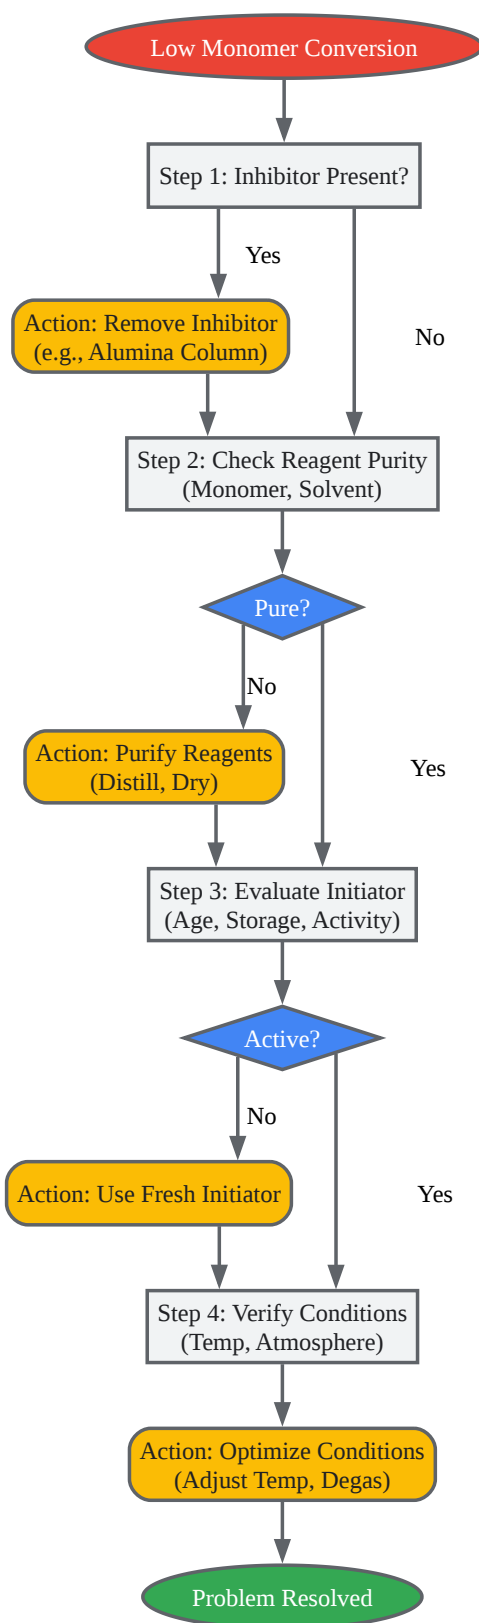 Low Monomer Conversion
Step 1: Inhibitor Present?
Yes
Action: Remove Inhibitor
(e.g., Alumina Column)
No
Step 2: Check Reagent Purity
(Monomer, Solvent)
Pure?
No
Action: Purify Reagents
(Distill, Dry)
Yes
Step 3: Evaluate Initiator
(Age, Storage, Activity)
Active?
No
Action: Use Fresh Initiator
Yes
Step 4: Verify Conditions
(Temp, Atmosphere)
Action: Optimize Conditions
(Adjust Temp, Degas)
Problem Resolved